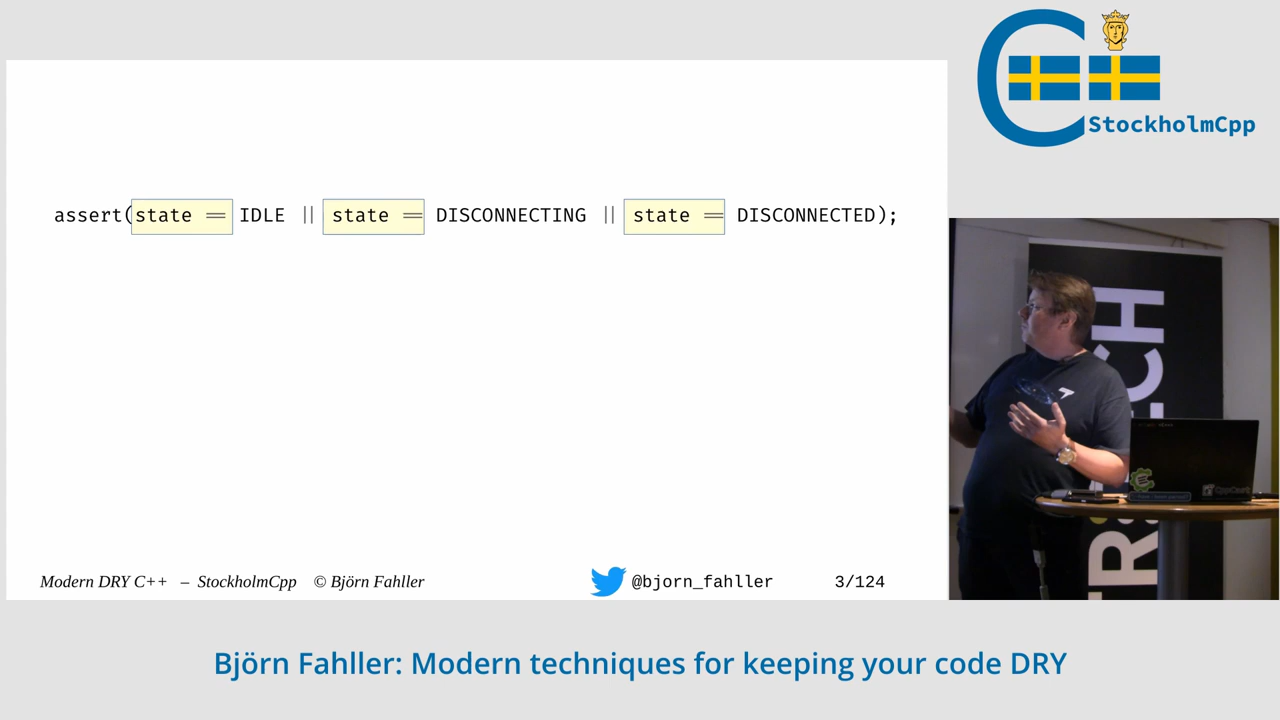 StockholmCpp
assert(state == IDLE || state == DISCONNECTING || state == DISCONNECTED);
Modern DRY C++ – StockholmCpp © Björn Fahller
@bjorn_fahller
3/124
Björn Fahller: Modern techniques for keeping your code DRY